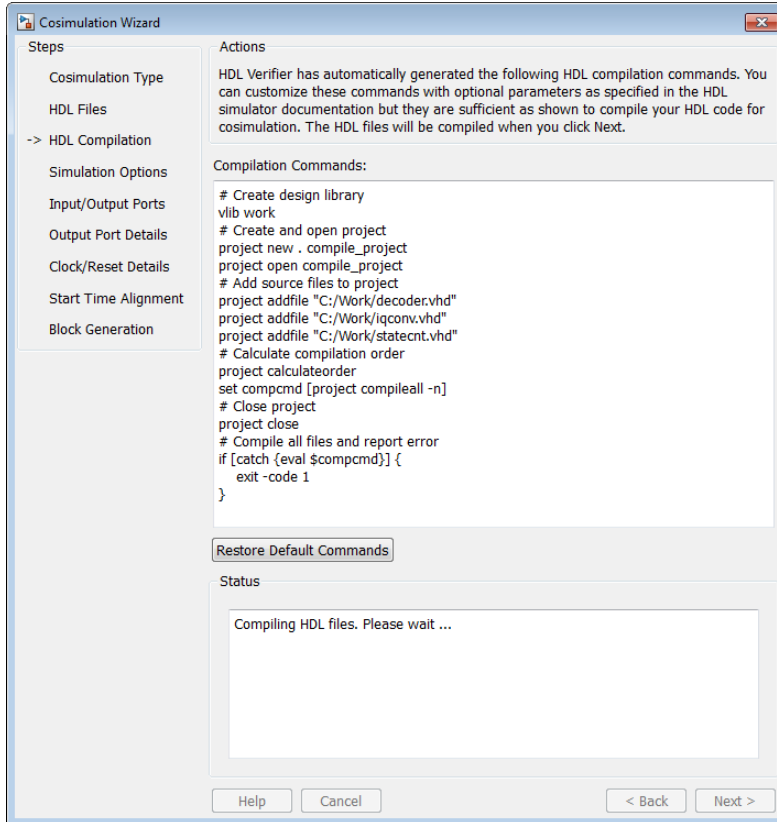 Cosimulation Wizard
Steps
Cosimulation Type
HDL Files
-> HDL Compilation
Simulation Options
Input/Output Ports
Output Port Details
Clock/Reset Details
Start Time Alignment
Block Generation
Actions
HDL Verifier has automatically generated the following HDL compilation commands. You
can customize these commands with optional parameters as specified in the HDL
simulator documentation but they are sufficient as shown to compile your HDL code for
cosimulation. The HDL files will be compiled when you click Next.
Compilation Commands:
# Create design library
vlib work
# Create and open project
project new . compile_project
project open compile_project
# Add source files to project
project addfile "C:/Work/decoder.vhd"
project addfile "C:/Work/iqconv.vhd"
project addfile "C:/Work/statecnt.vhd"
# Calculate compilation order
project calculateorder
set compcmd [project compileall -n]
# Close project
project close
# Compile all files and report error
if [catch {eval $compcmd}] {
exit -code 1
}
Restore Default Commands
Status
Compiling HDL files. Please wait ...
Help
Cancel
< Back
Next >